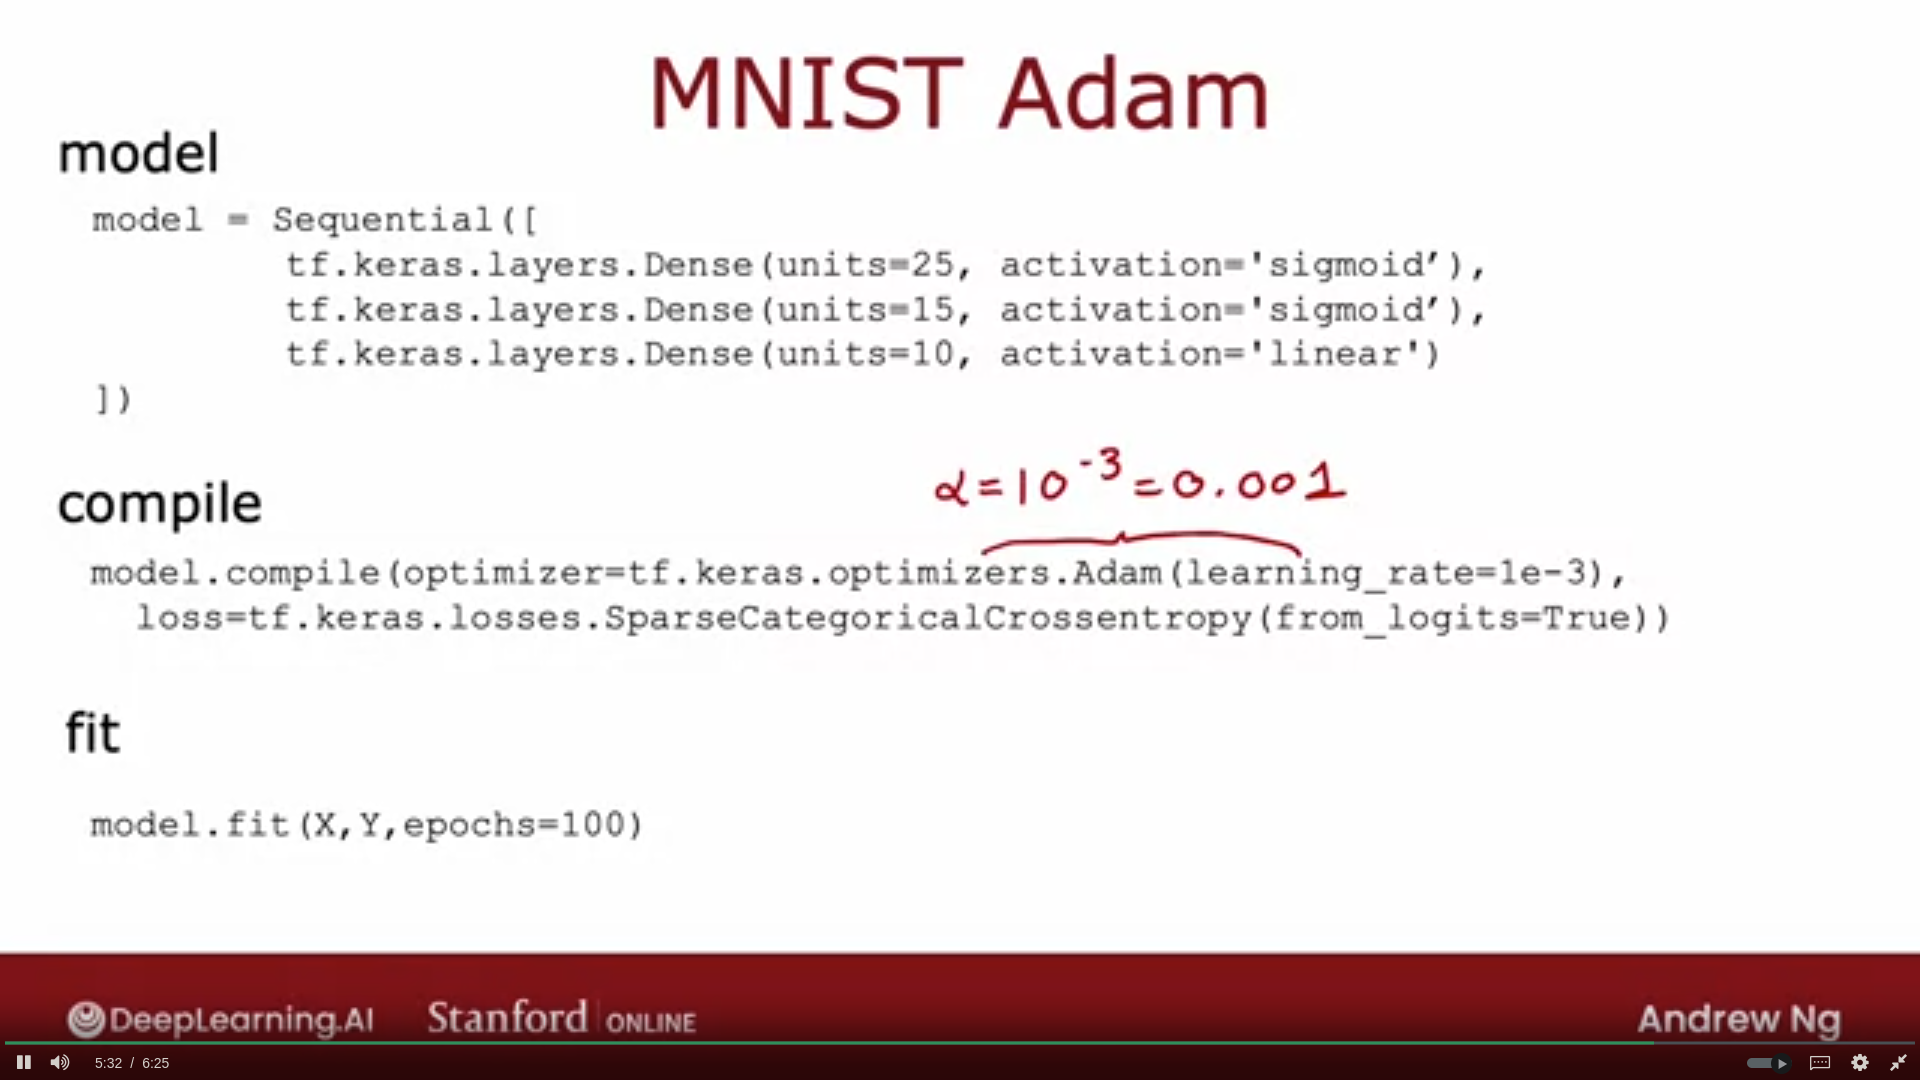 MNIST Adam
model
model = Sequential([
tf.keras.layers.Dense(units=25, activation='sigmoid’),
tf.keras.layers.Dense(units=15, activation='sigmoid’),
tf.keras.layers.Dense(units=10, activation='linear')
])
α=10⁻³=0.001
compile
model.compile(optimizer=tf.keras.optimizers.Adam(learning_rate=1e-3),
loss=tf.keras.losses.SparseCategoricalCrossentropy(from_logits=True))
fit
model.fit(X,Y,epochs=100)
DeepLearning.AI Stanford | ONLINE Andrew Ng
5:32 / 6:25